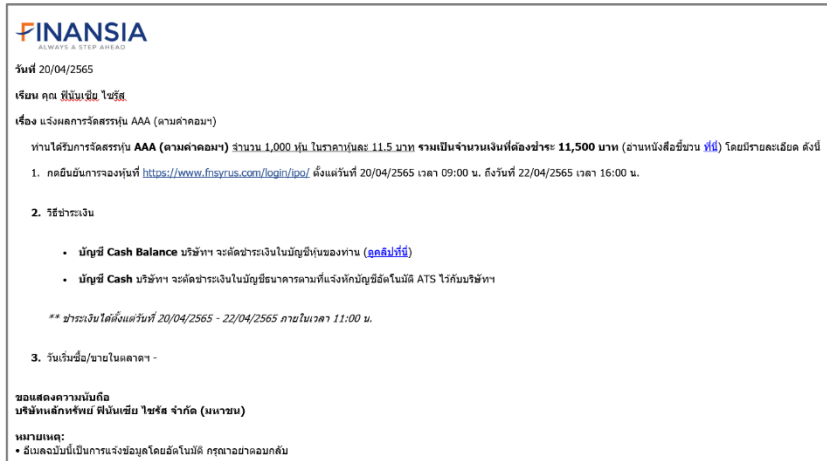 FINANSIA
ALWAYS A STEP AHEAD
วันที่ 20/04/2565
เรียน คุณ ฟินันเซีย ไซรัส
เรื่อง แจ้งผลการจัดสรรหุ้น AAA (ตามค่าคอมฯ)
ท่านได้รับการจัดสรรหุ้น AAA (ตามค่าคอมฯ) จำนวน 1,000 หุ้น ในราคาหุ้นละ 11.5 บาท รวมเป็นจำนวนเงินที่ต้องชำระ 11,500 บาท (อ่านหนังสือชี้ชวน ที่นี่) โดยมีรายละเอียด ดังนี้
1. กดยืนยันการจองหุ้นที่ https://www.fnsyrus.com/login/ipo/ ตั้งแต่วันที่ 20/04/2565 เวลา 09:00 น. ถึงวันที่ 22/04/2565 เวลา 16:00 น.
2. วิธีชำระเงิน
• บัญชี Cash Balance บริษัทฯ จะตัดชำระเงินในบัญชีหุ้นของท่าน (ดูคลิปที่นี่)
• บัญชี Cash บริษัทฯ จะตัดชำระเงินในบัญชีธนาคารตามที่แจ้งหักบัญชีอัตโนมัติ ATS ไว้กับบริษัทฯ
** ชำระเงินได้ตั้งแต่วันที่ 20/04/2565 - 22/04/2565 ภายในเวลา 11:00 น.
3. วันเริ่มซื้อ/ขายในตลาดฯ -
ขอแสดงความนับถือ
บริษัทหลักทรัพย์ ฟินันเซีย ไซรัส จำกัด (มหาชน)
หมายเหตุ:
• อีเมลฉบับนี้เป็นการแจ้งข้อมูลโดยอัตโนมัติ กรุณาอย่าตอบกลับ